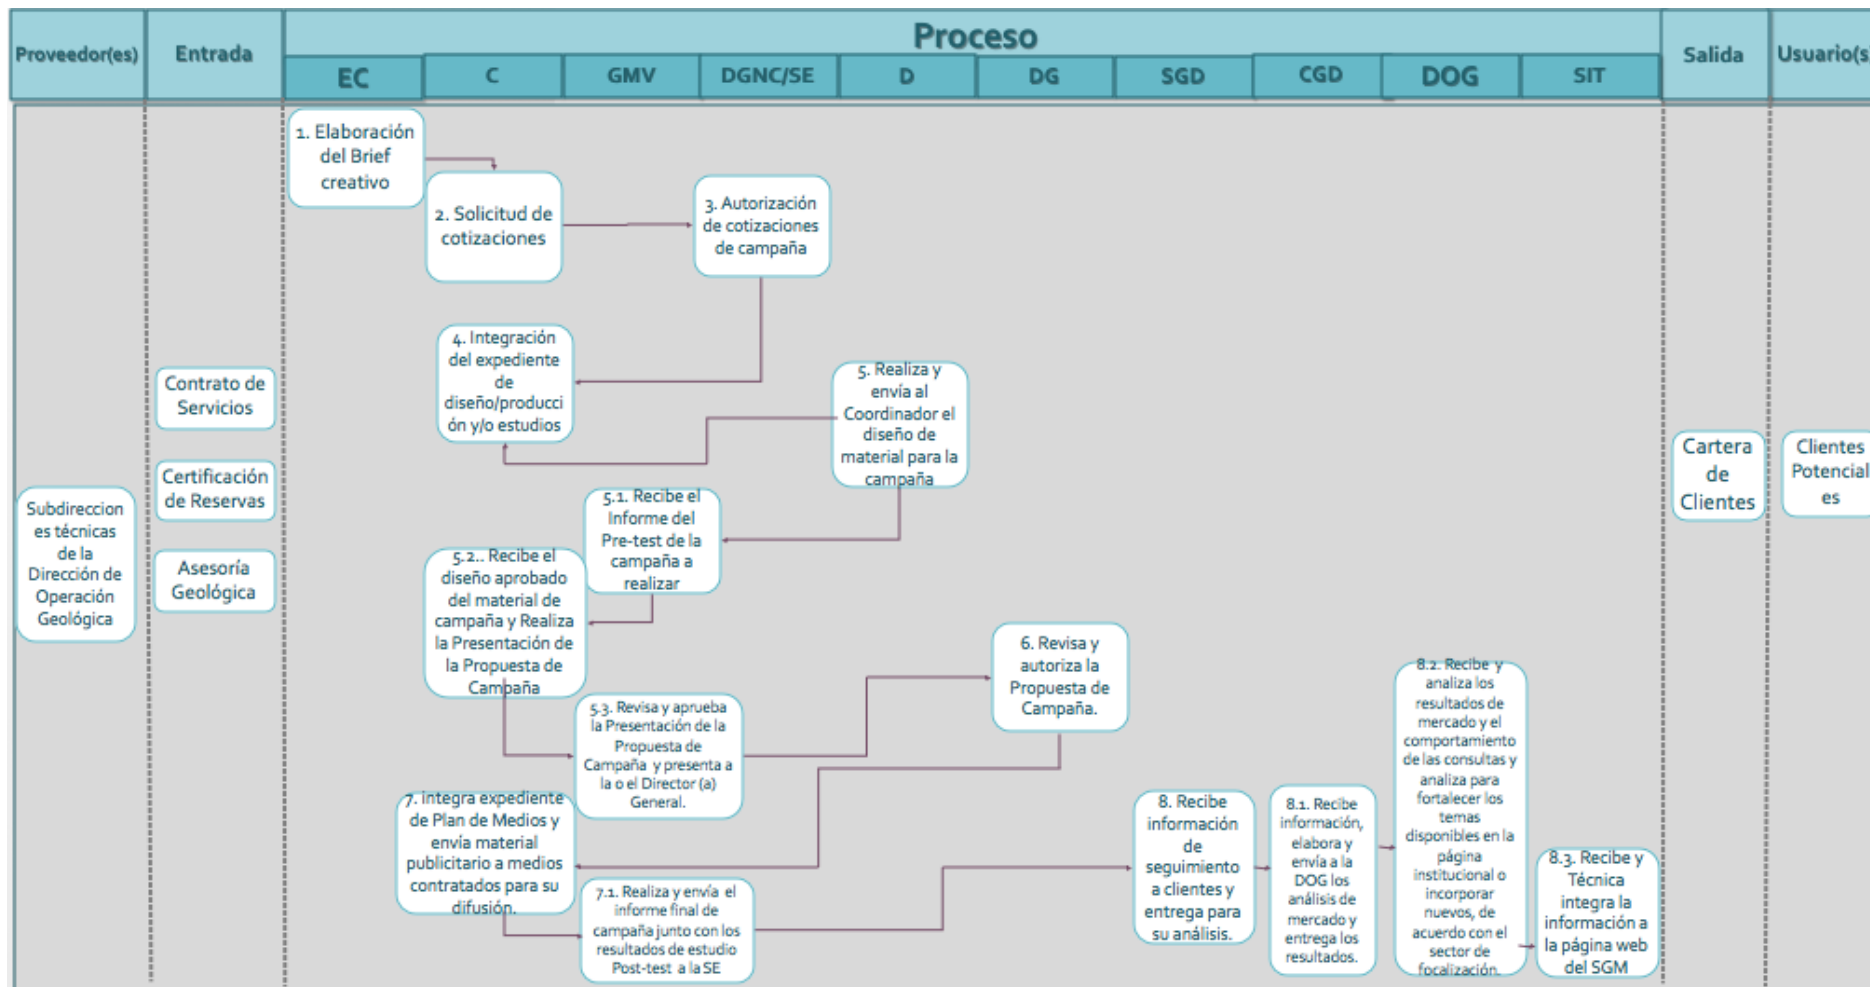 Proveedor(es)
Entrada
Proceso
Salida
Usuario(s)
EC
C
GMV
DGNC/SE
D
DG
SGD
CGD
DOG
SIT
1. Elaboración
del Brief
creativo
2. Solicitud de
cotizaciones
3. Autorización
de cotizaciones
de campaña
4. Integración
del expediente
de
diseño/producci
ón y/o estudios
5. Realiza y
envía al
Coordinador el
diseño de
material para la
campaña
Contrato de
Servicios
Certificación
de Reservas
Asesoría
Geológica
Subdireccion
es técnicas
de la
Dirección de
Operación
Geológica
5.1. Recibe el
Informe del
Pre-test de la
campaña a
realizar
5.2.. Recibe el
diseño aprobado
del material de
campaña y Realiza
la Presentación de
la Propuesta de
Campaña
5.3. Revisa y aprueba
la Presentación de la
Propuesta de
Campaña y presenta a
la o el Director (a)
General.
6. Revisa y
autoriza la
Propuesta de
Campaña.
7. integra expediente
de Plan de Medios y
envía material
publicitario a medios
contratados para su
difusión.
7.1. Realiza y envía el
informe final de
campaña junto con los
resultados de estudio
Post-test a la SE
8. Recibe
información
de
seguimiento
a clientes y
entrega para
su análisis.
8.1. Recibe
información,
elabora y
envía a la
DOG los
análisis de
mercado y
entrega los
resultados.
8.2. Recibe y
analiza los
resultados de
mercado y el
comportamiento
de las consultas y
analiza para
fortalecer los
temas
disponibles en la
página
institucional o
incorporar
nuevos, de
acuerdo con el
sector de
focalización.
8.3. Recibe y
Técnica
integra la
información a
la página web
del SGM
Cartera
de
Clientes
Clientes
Potencial
es